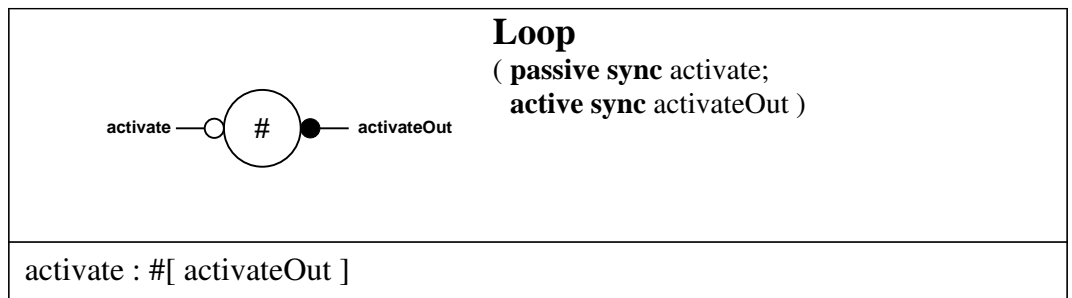 Loop
( passive sync activate;
active sync activateOut )
activate
#
activateOut
activate : #[ activateOut ]